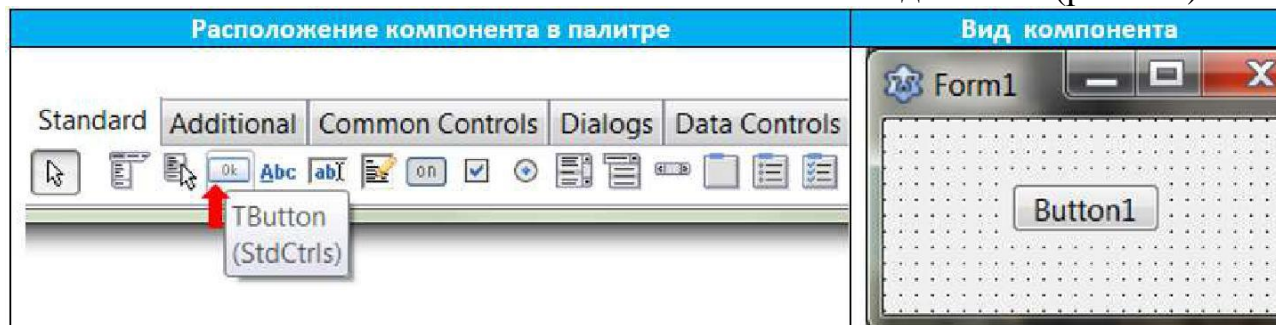 Расположение компонента в палитре
Вид компонента
Standard Additional Common Controls Dialogs Data Controls
Ok Abc abI on
TButton
(StdCtrls)
Form1
Button1